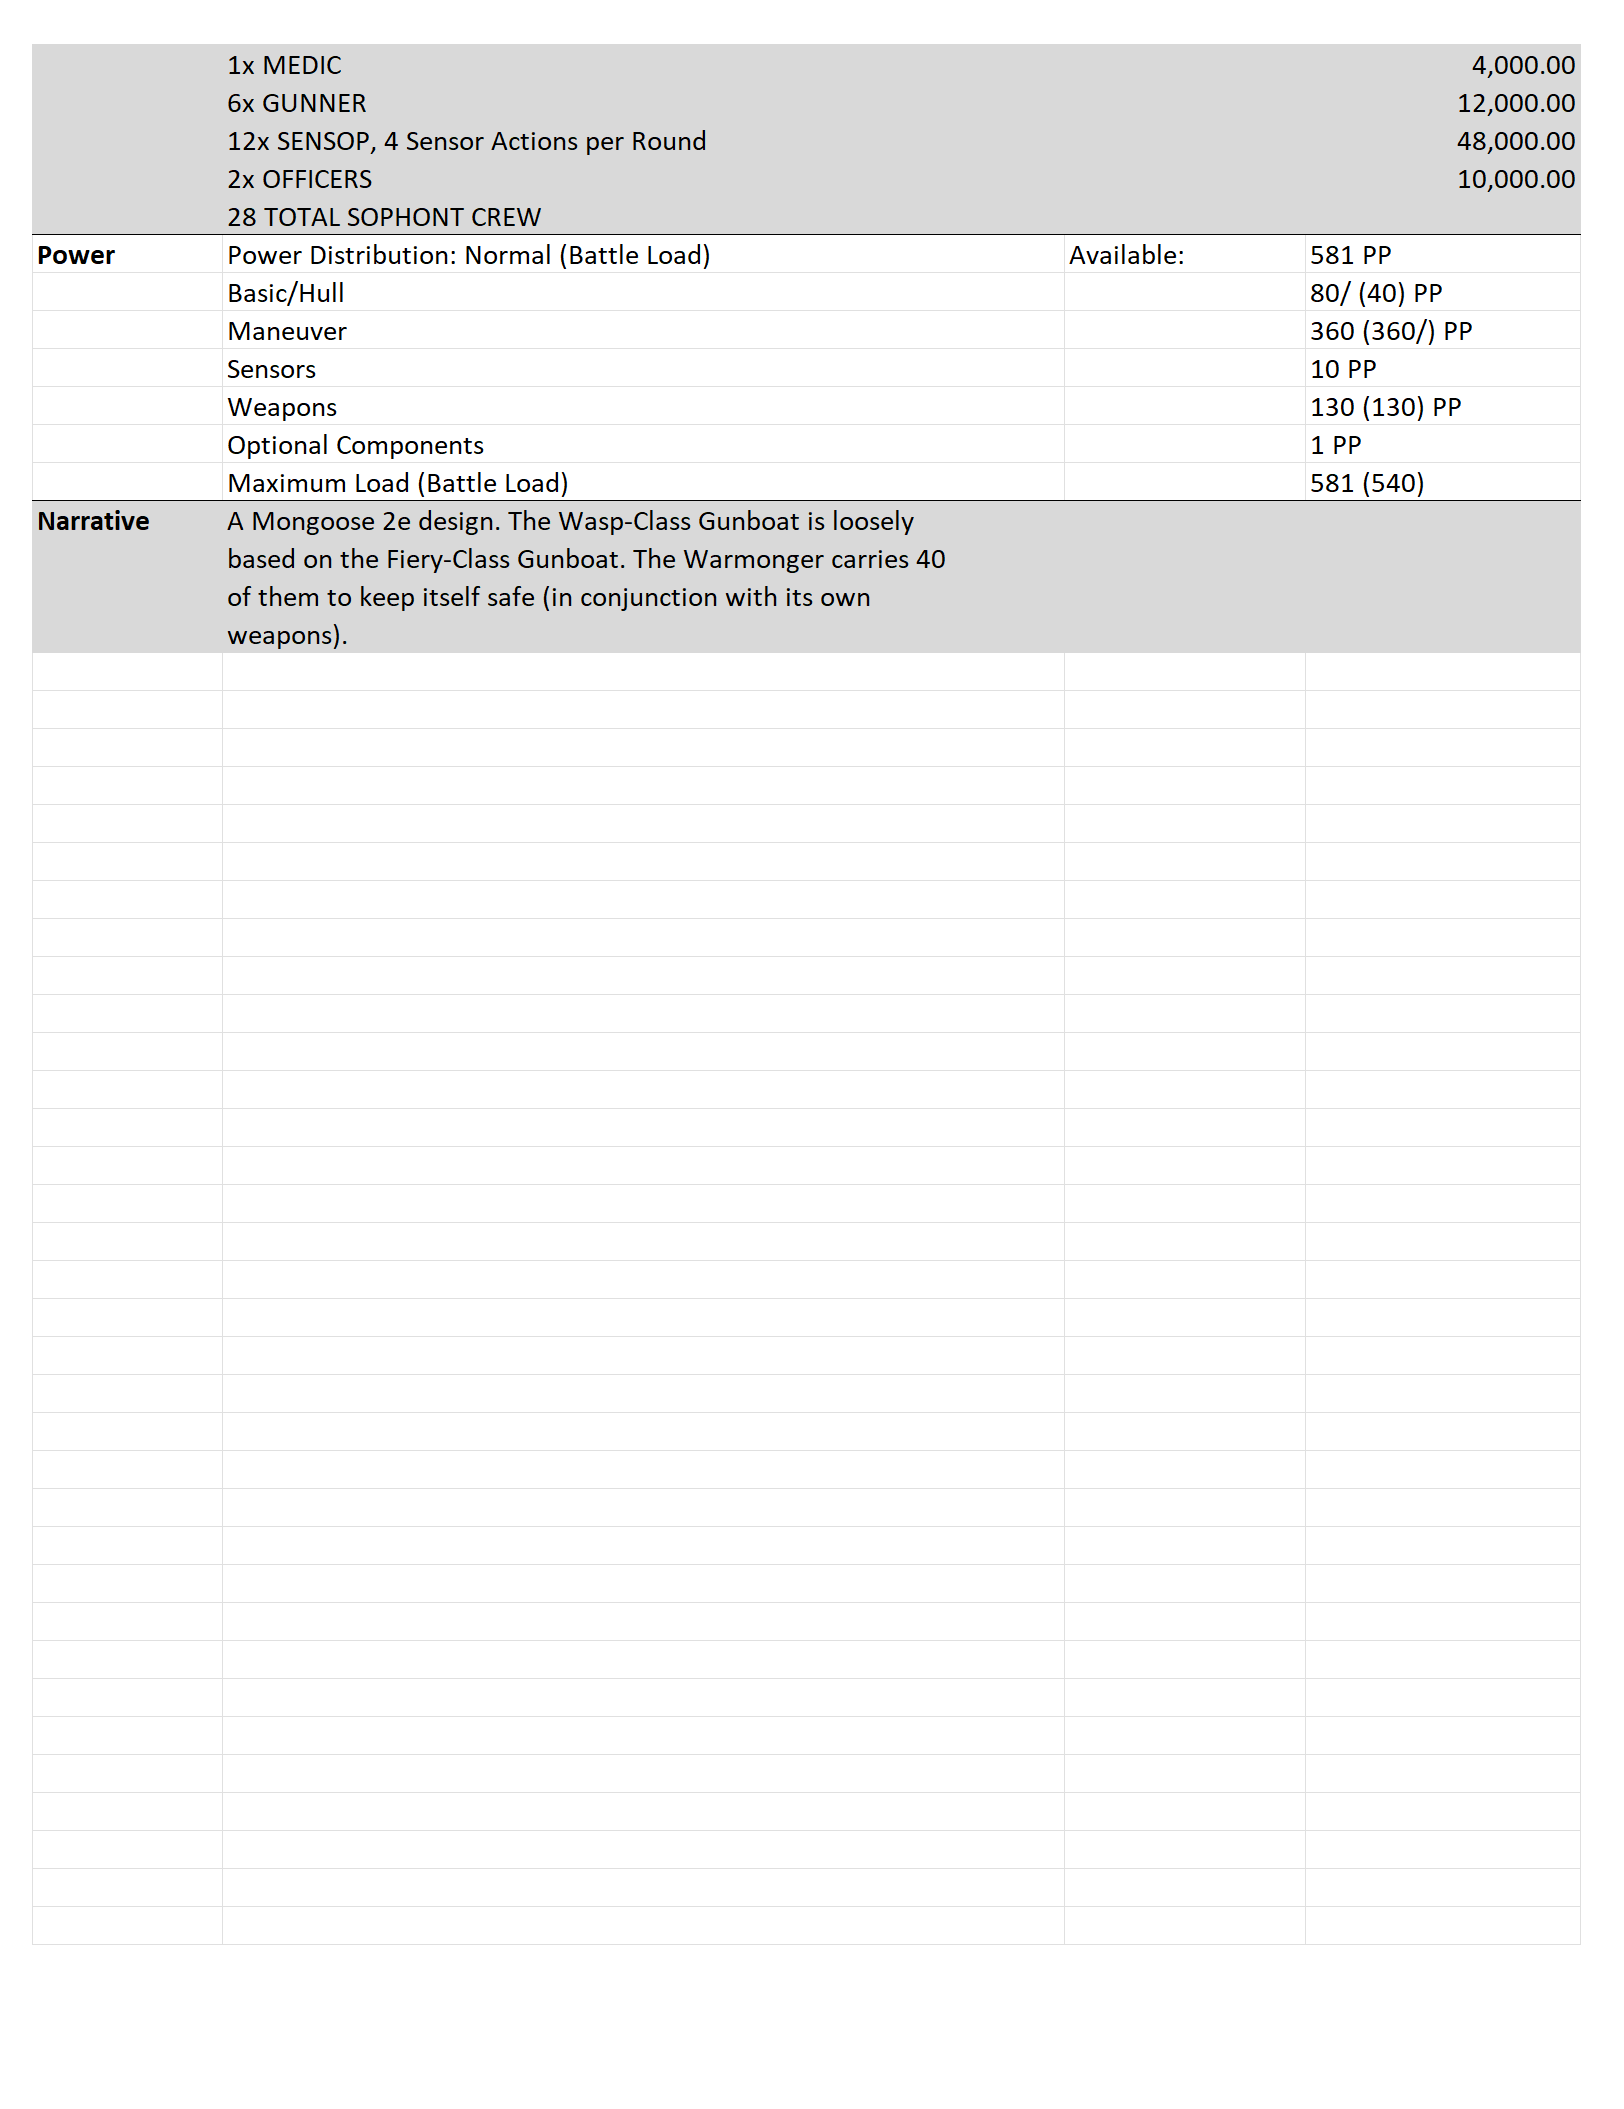 1x MEDIC 4,000.00
6x GUNNER 12,000.00
12x SENSOP, 4 Sensor Actions per Round 48,000.00
2x OFFICERS 10,000.00
28 TOTAL SOPHONT CREW
Power Power Distribution: Normal (Battle Load) Available: 581 PP
Basic/Hull 80/ (40) PP
Maneuver 360 (360/) PP
Sensors 10 PP
Weapons 130 (130) PP
Optional Components 1 PP
Maximum Load (Battle Load) 581 (540)
Narrative A Mongoose 2e design. The Wasp-Class Gunboat is loosely
based on the Fiery-Class Gunboat. The Warmonger carries 40
of them to keep itself safe (in conjunction with its own
weapons).